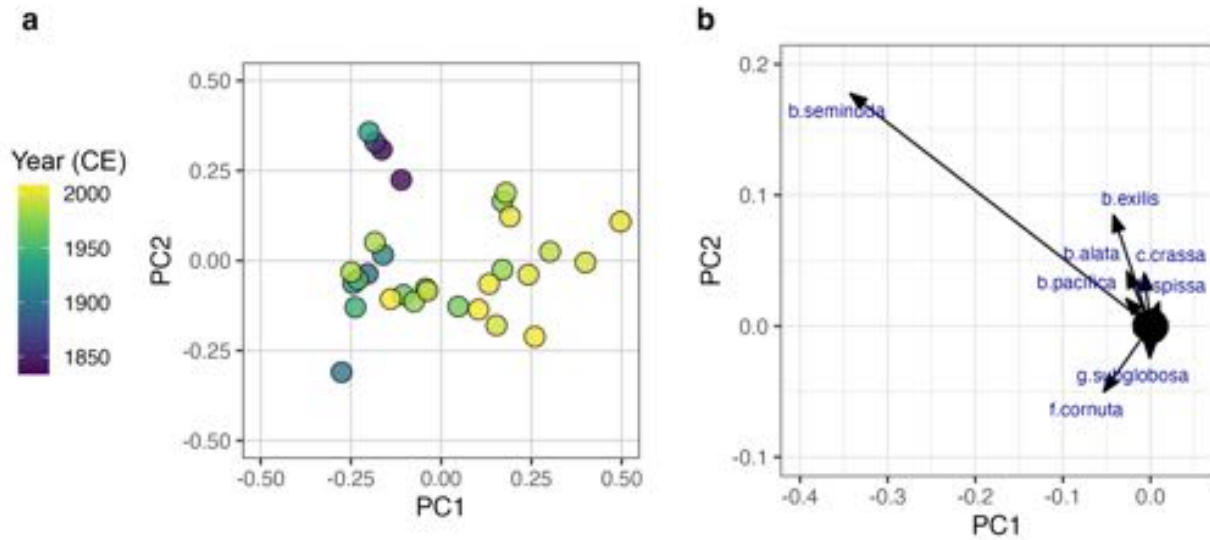 a
Year (CE)
2000
1950
1900
1850
PC2
0.50
0.25
0.00
-0.25
-0.50
-0.50
-0.25
0.00
0.25
0.50
PC1
b
PC2
0.2
0.1
0.0
-0.1
b.seminuda
b.exilis
b.alata
c.crassa
b.pacifica
spissa
g.subglobosa
f.cornuta
-0.4
-0.3
-0.2
-0.1
0.0
PC1